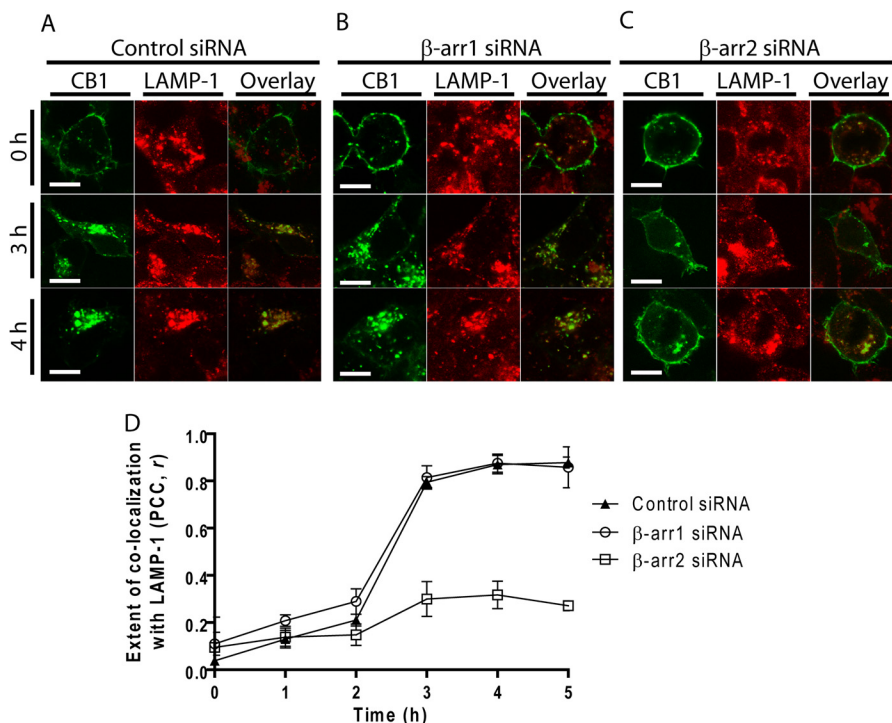 A B C
Control siRNA β-arr1 siRNA β-arr2 siRNA
CB1 LAMP-1 Overlay CB1 LAMP-1 Overlay CB1 LAMP-1 Overlay
0 h
3 h
4 h
D
Extent of co-localization
with LAMP-1 (PCC, r)
1.0
0.8
0.6
0.4
0.2
0.0
0 1 2 3 4 5
Time (h)
Control siRNA
β-arr1 siRNA
β-arr2 siRNA